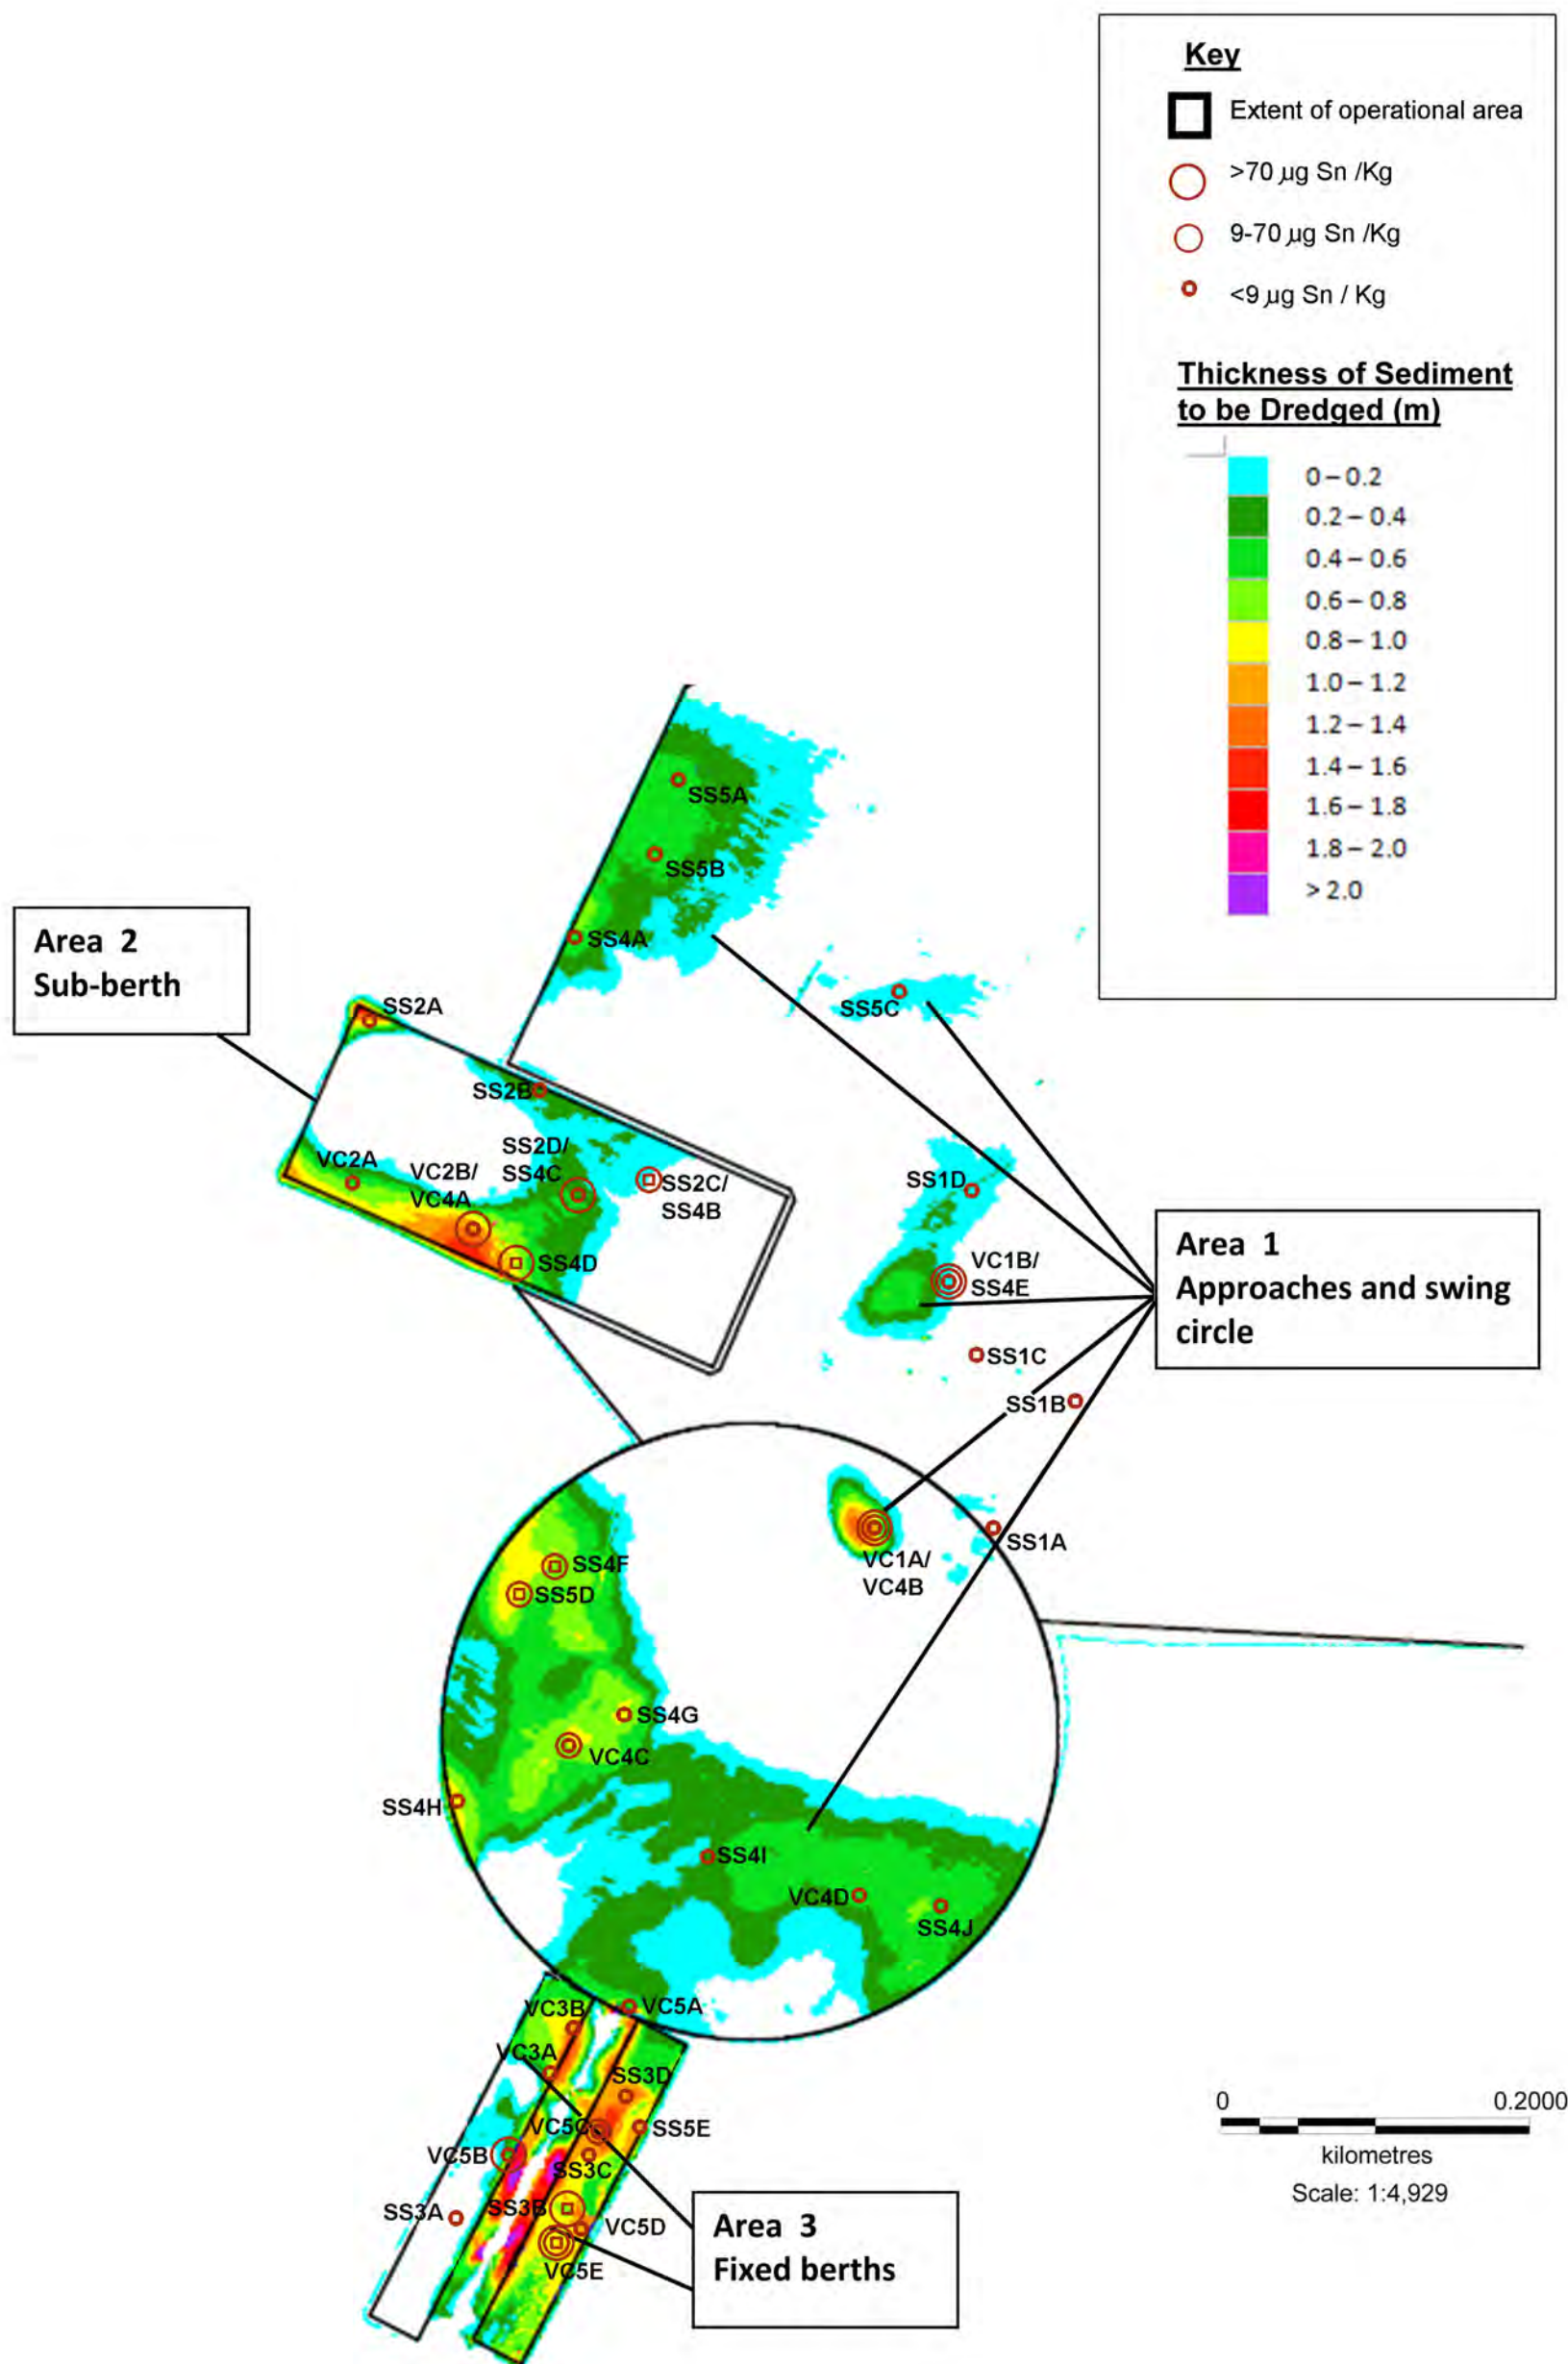 Key
Extent of operational area
>70 µg Sn /Kg
9-70 µg Sn /Kg
<9 µg Sn / Kg
Thickness of Sediment
to be Dredged (m)
0 – 0.2
0.2 – 0.4
0.4 – 0.6
0.6 – 0.8
0.8 – 1.0
1.0 – 1.2
1.2 – 1.4
1.4 – 1.6
1.6 – 1.8
1.8 – 2.0
> 2.0
SS5A
SS5B
SS4A
Area 2
Sub-berth
SS5C
SS2A
SS2B
SS2D/
SS4C
VC2A
VC2B/
VC4A
SS2C/
SS4B
SS4D
SS1D
VC1B/
SS4E
Area 1
Approaches and swing
circle
SS1C
SS1B
SS1A
VC1A/
VC4B
SS4F
SS5D
SS4G
VC4C
SS4H
SS4I
VC4D
SS4J
VC5A
VC3B
VC3A
SS3D
VC5C
SS5E
VC5B
SS3C
SS3A
SS3B
VC5D
VC5E
Area 3
Fixed berths
0
0.2000
kilometres
Scale: 1:4,929